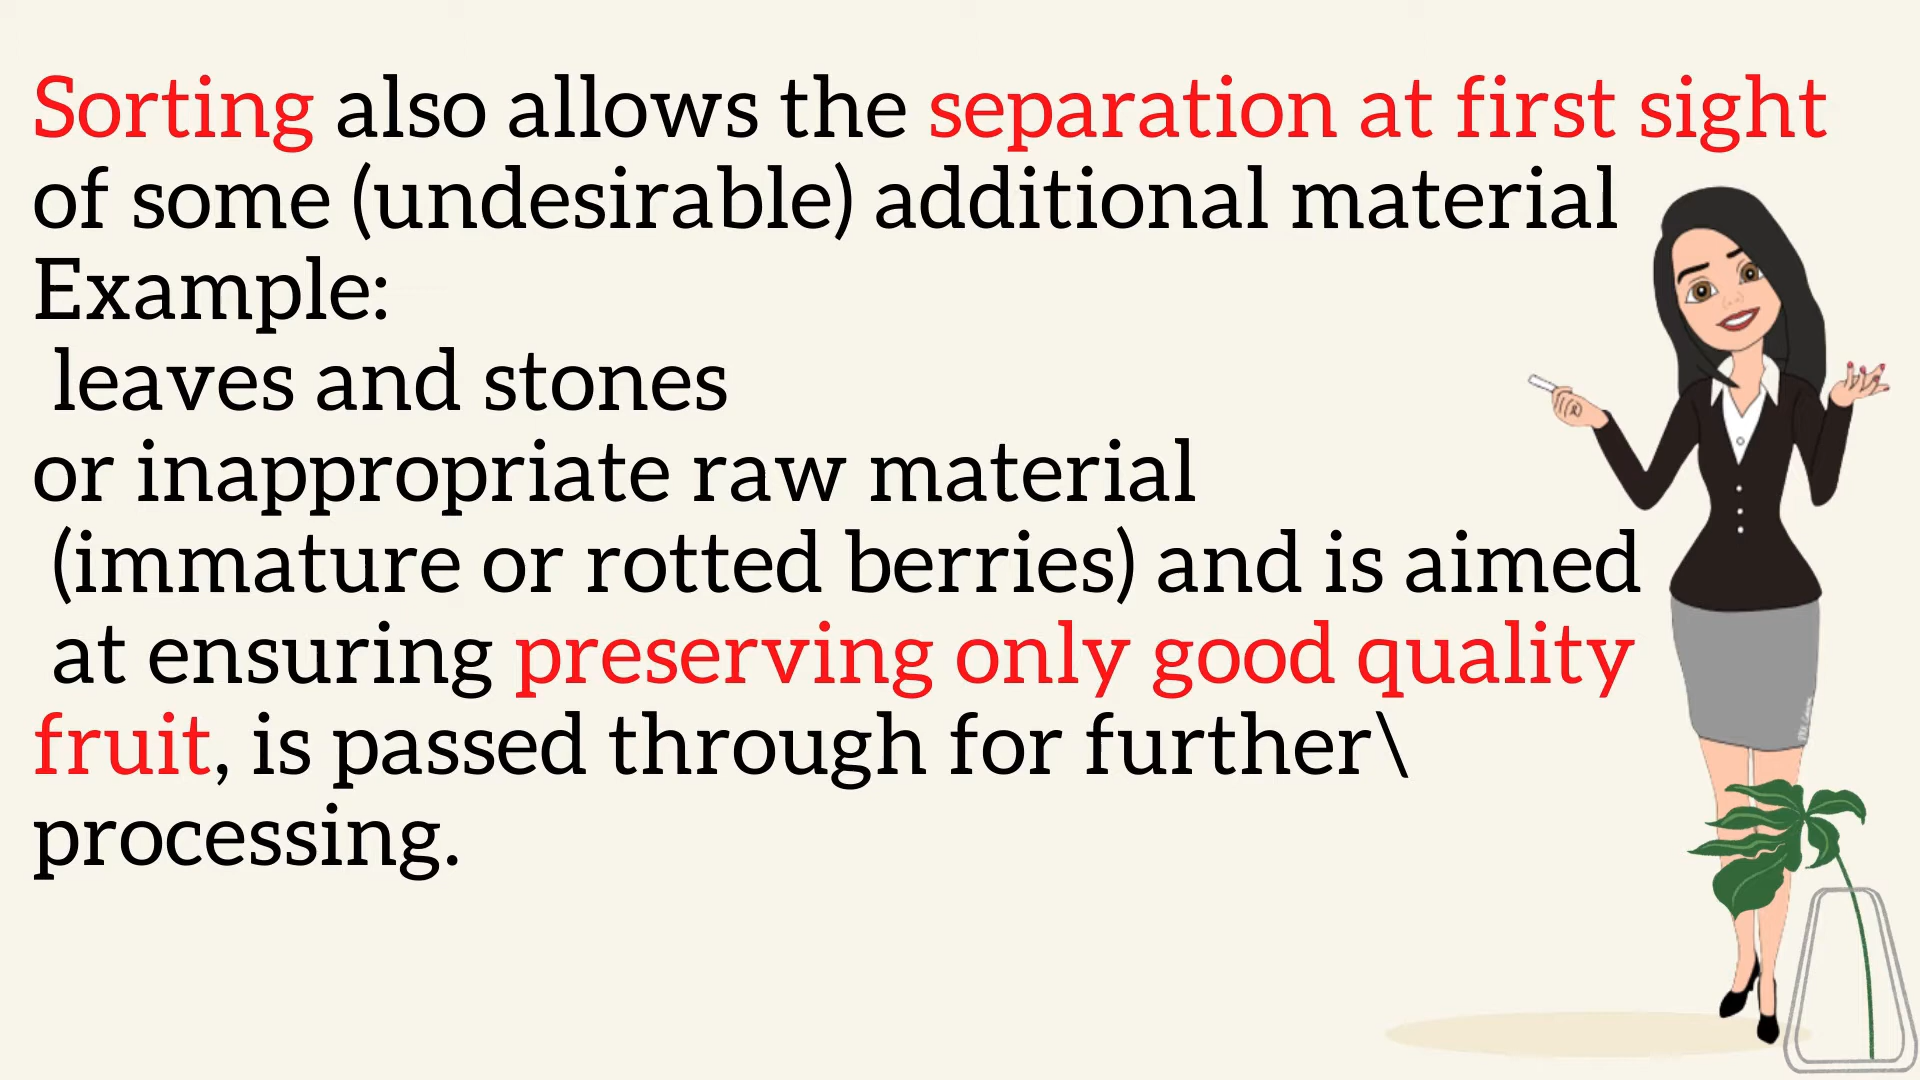 Sorting also allows the separation at first sight
of some (undesirable) additional material
Example:
leaves and stones
or inappropriate raw material
(immature or rotted berries) and is aimed
at ensuring preserving only good quality
fruit, is passed through for further\
processing.